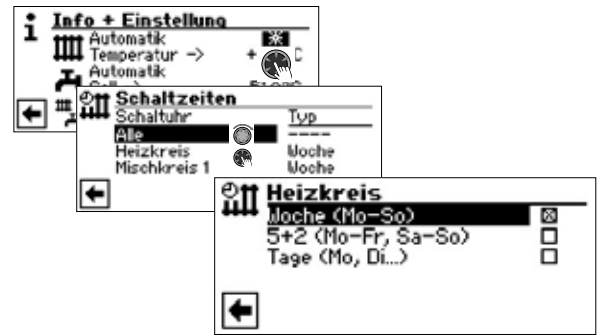 Info + Einstellung
Automatik
Temperatur -> + C
Automatik
Schaltzeiten
Schaltuhr Typ
Alle ----
Heizkreis Woche
Mischkreis 1 Woche
Heizkreis
Woche (Mo-So)
5+2 (Mo-Fr, Sa-So)
Tage (Mo, Di...)